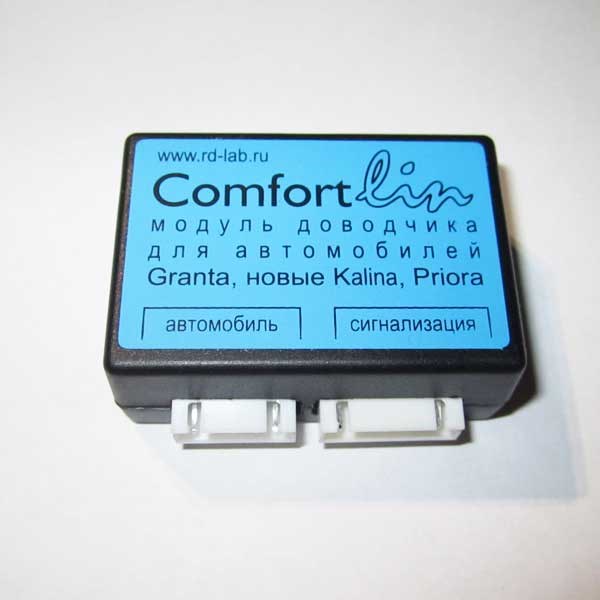 www.rd-lab.ru
Comfort lin
модуль доводчика
для автомобилей
Granta, новые Kalina, Priora
автомобиль сигнализация